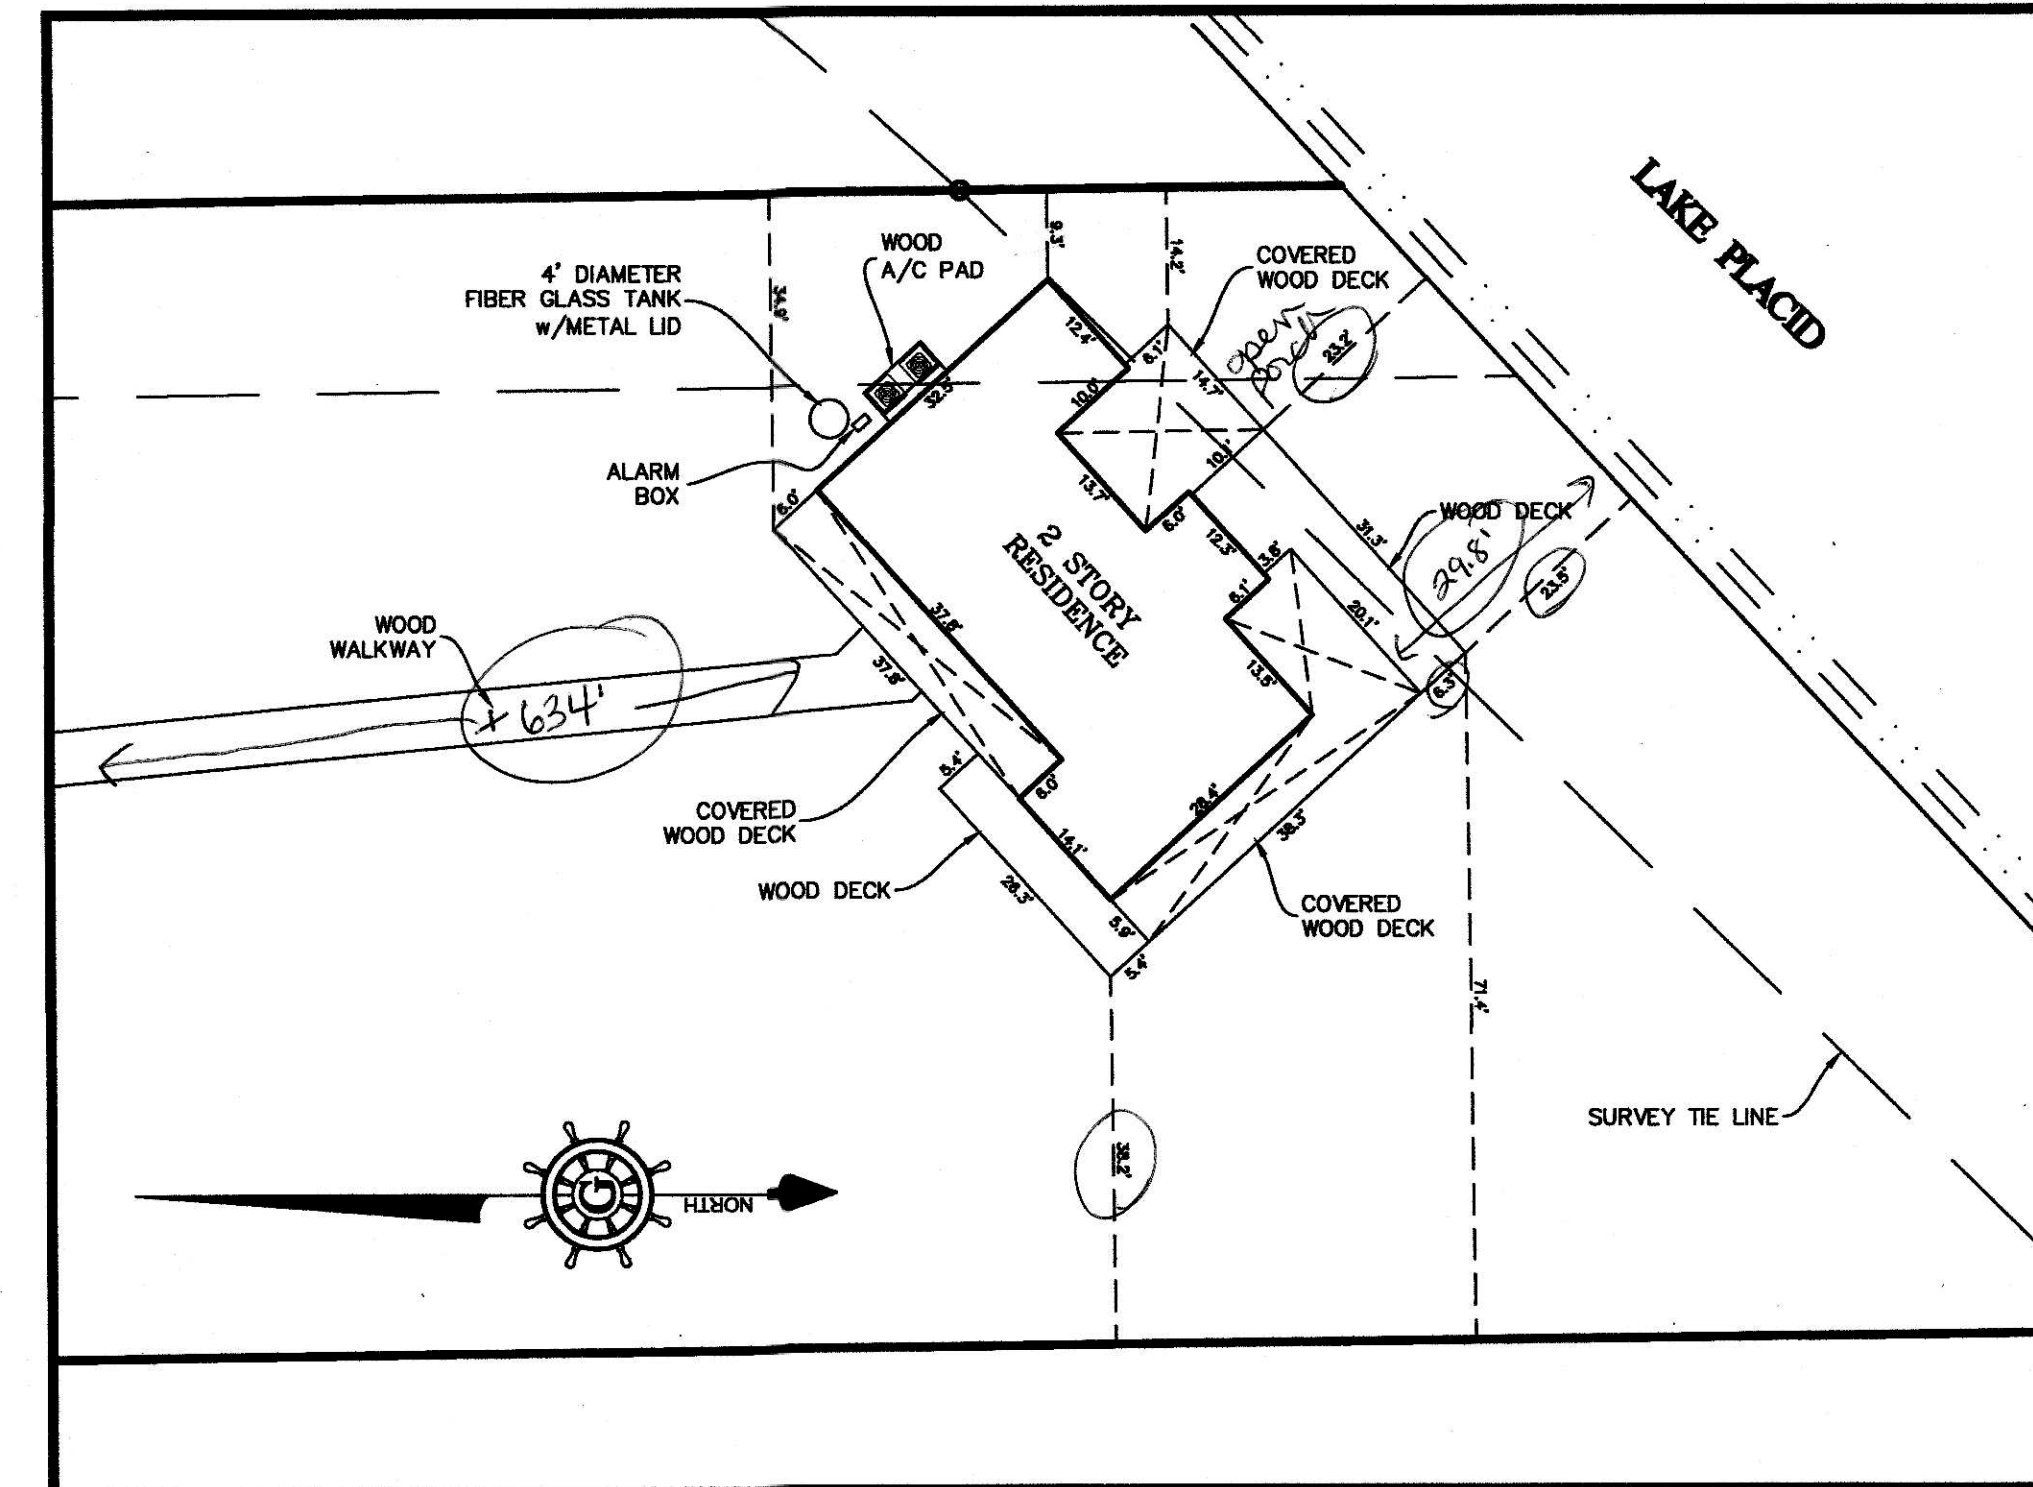 LAKE PLACID
9.3'
14.2'
WOOD
A/C PAD
COVERED
WOOD DECK
4' DIAMETER
FIBER GLASS TANK
w/METAL LID
34.9'
open
porch
23.2'
12.4'
6.1'
14.7'
10.0'
32.5'
10.1'
ALARM
BOX
6.0'
13.7'
6.0'
2 STORY
RESIDENCE
12.3'
3.6'
6.1'
31.3'
WOOD DECK
29.8'
23.5'
20.1'
13.5'
6.3'
37.8'
37.8'
WOOD
WALKWAY
+ 634'
5.4'
6.0'
28.4'
38.3'
COVERED
WOOD DECK
14.1'
WOOD DECK
26.3'
5.9'
5.4'
COVERED
WOOD DECK
71.4'
38.2'
SURVEY TIE LINE
G
NORTH